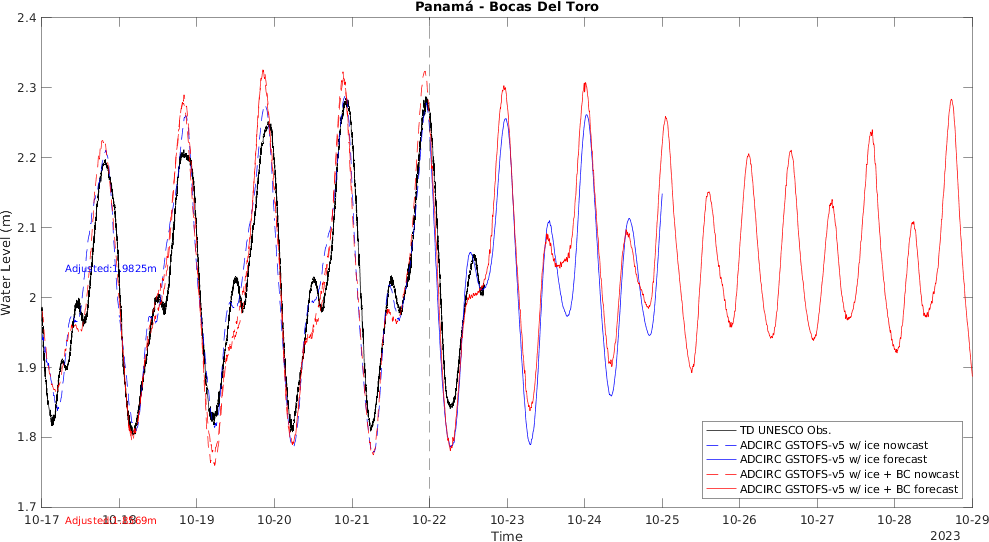 Panamá - Bocas Del Toro
2.4
2.3
2.2
2.1
2
1.9
1.8
1.7
Water Level (m)
Adjusted:1.9825m
TD UNESCO Obs.
ADCIRC GSTOFS-v5 w/ ice nowcast
ADCIRC GSTOFS-v5 w/ ice forecast
ADCIRC GSTOFS-v5 w/ ice + BC nowcast
ADCIRC GSTOFS-v5 w/ ice + BC forecast
10-17 10-18 10-19 10-20 10-21 10-22 10-23 10-24 10-25 10-26 10-27 10-28 10-29
Time
2023